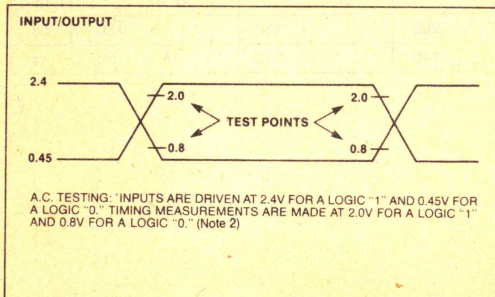 INPUT/OUTPUT
2.4
2.0 2.0
TEST POINTS
0.8 0.8
0.45
A.C. TESTING: INPUTS ARE DRIVEN AT 2.4V FOR A LOGIC "1" AND 0.45V FOR
A LOGIC "0." TIMING MEASUREMENTS ARE MADE AT 2.0V FOR A LOGIC "1"
AND 0.8V FOR A LOGIC "0." (Note 2)